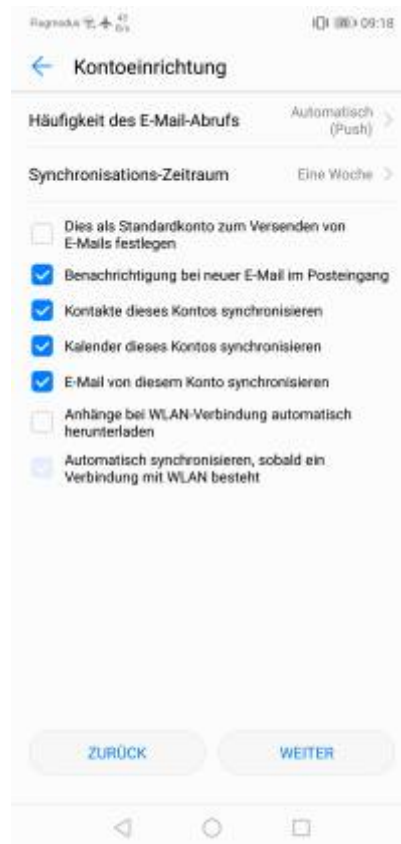 Flugmodus
09:18
Kontoeinrichtung
Häufigkeit des E-Mail-Abrufs
Automatisch
(Push)
Synchronisations-Zeitraum
Eine Woche
Dies als Standardkonto zum Versenden von
E-Mails festlegen
Benachrichtigung bei neuer E-Mail im Posteingang
Kontakte dieses Kontos synchronisieren
Kalender dieses Kontos synchronisieren
E-Mail von diesem Konto synchronisieren
Anhänge bei WLAN-Verbindung automatisch
herunterladen
Automatisch synchronisieren, sobald ein
Verbindung mit WLAN besteht
ZURÜCK
WEITER